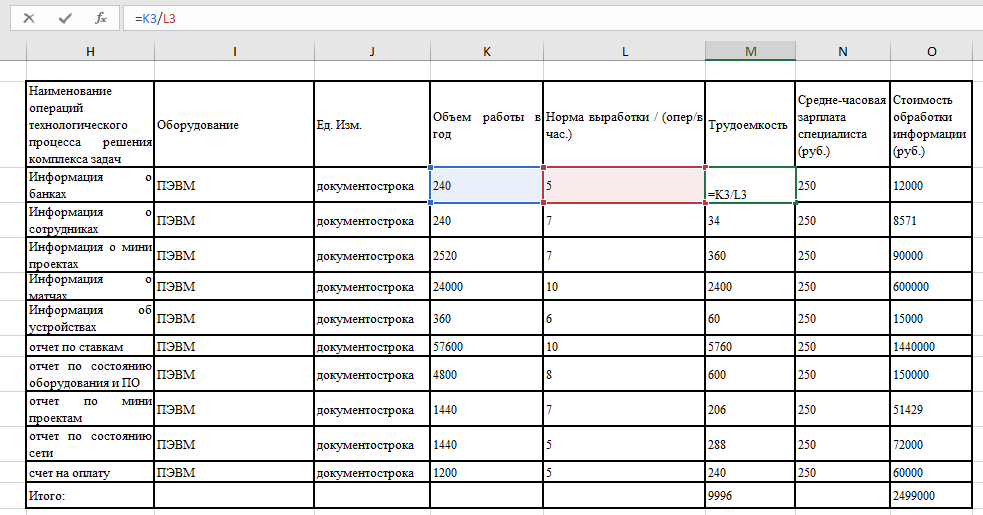 =K3/L3
H I J K L M N O
Наименование операций технологического процесса решения комплекса задач Оборудование Ед. Изм. Объем работы в год Норма выработки / (опер/в час.) Трудоемкость Средне-часовая зарплата специалиста (руб.) Стоимость обработки информации (руб.)
Информация о банках ПЭВМ документострока 240 5 =K3/L3 250 12000
Информация о сотрудниках ПЭВМ документострока 240 7 34 250 8571
Информация о мини проектах ПЭВМ документострока 2520 7 360 250 90000
Информация о матчах ПЭВМ документострока 24000 10 2400 250 600000
Информация об устройствах ПЭВМ документострока 360 6 60 250 15000
отчет по ставкам ПЭВМ документострока 57600 10 5760 250 1440000
отчет по состоянию оборудования и ПО ПЭВМ документострока 4800 8 600 250 150000
отчет по мини проектам ПЭВМ документострока 1440 7 206 250 51429
отчет по состоянию сети ПЭВМ документострока 1440 5 288 250 72000
счет на оплату ПЭВМ документострока 1200 5 240 250 60000
Итого: 9996 2499000